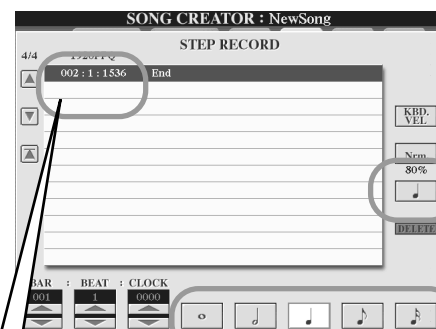 SONG CREATOR : NewSong
STEP RECORD
4/4
1920PPQ
002 : 1 : 1536 End
KBD. VEL
Nrm
80%
DELETE
BAR : BEAT : CLOCK
001 1 0000